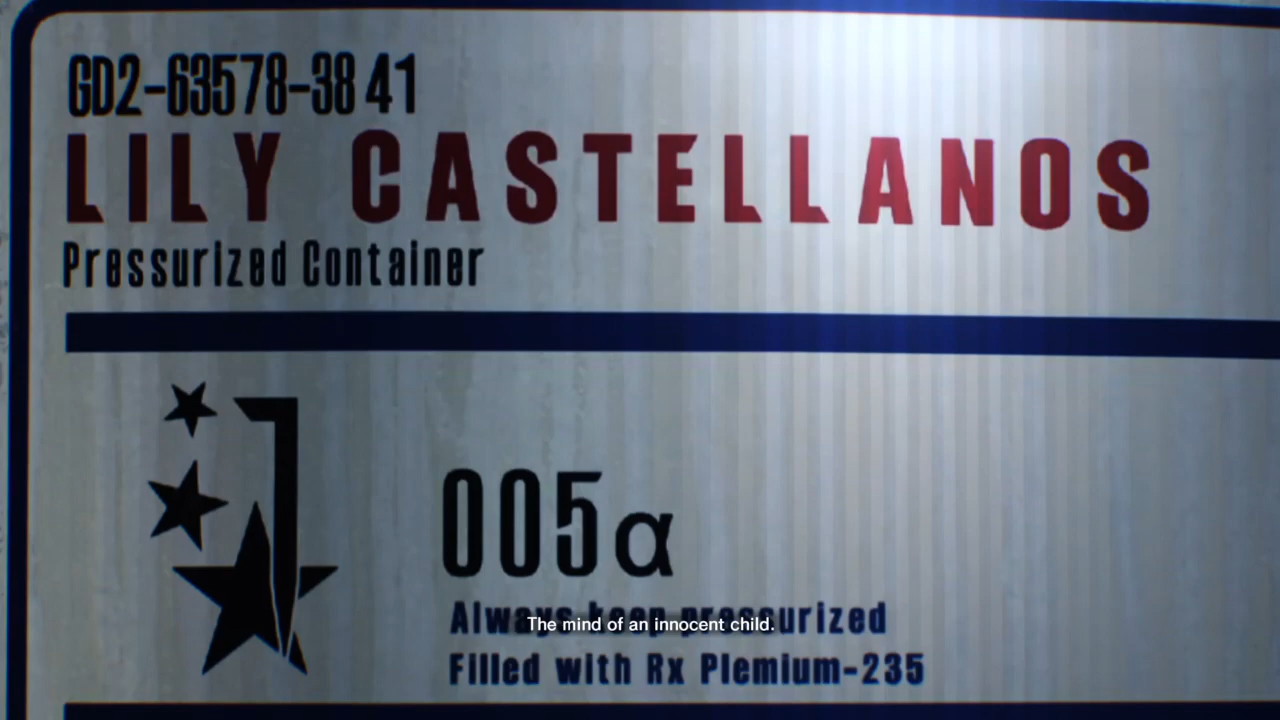 GD2-63578-38 41
LILY CASTELLANOS
Pressurized Container
005α
Always keep pressurized
The mind of an innocent child.
Filled with Rx Plemium-235